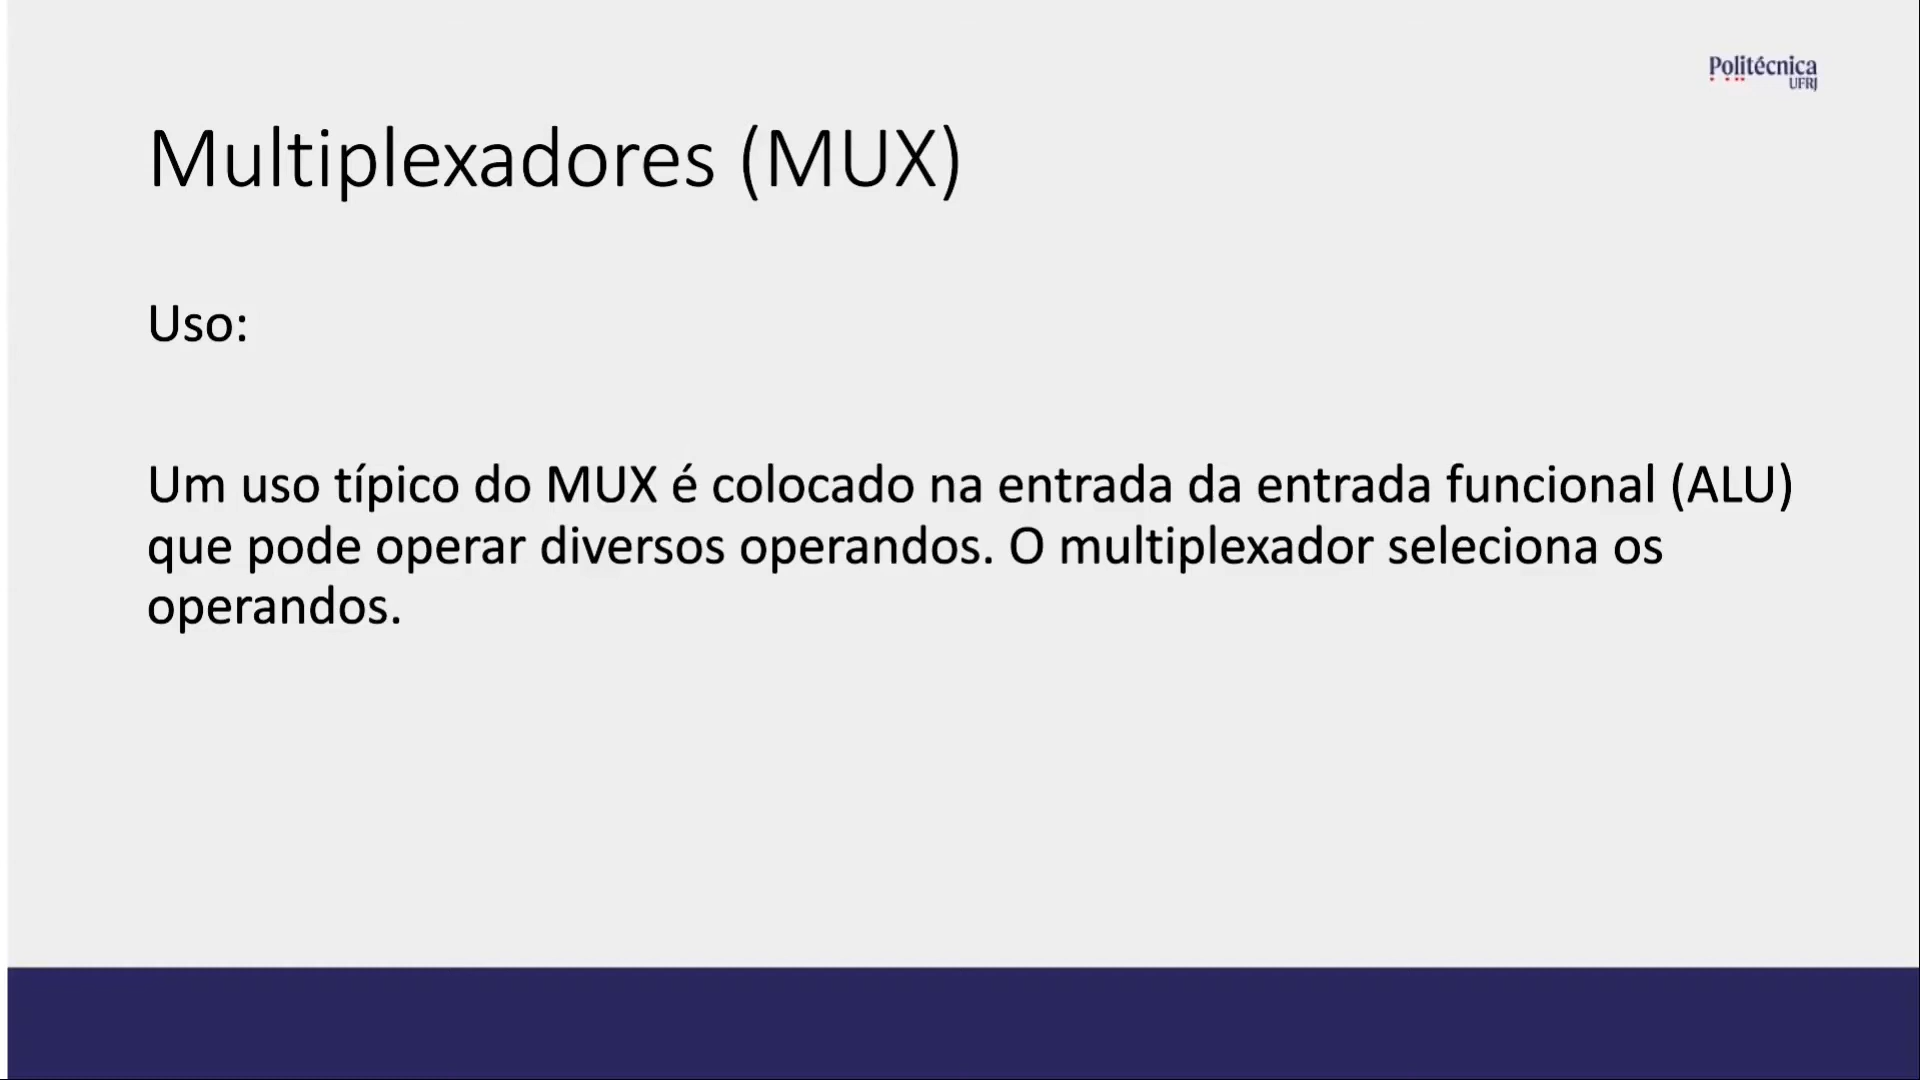 Politécnica
UFRJ
Multiplexadores (MUX)
Uso:
Um uso típico do MUX é colocado na entrada da entrada funcional (ALU)
que pode operar diversos operandos. O multiplexador seleciona os
operandos.